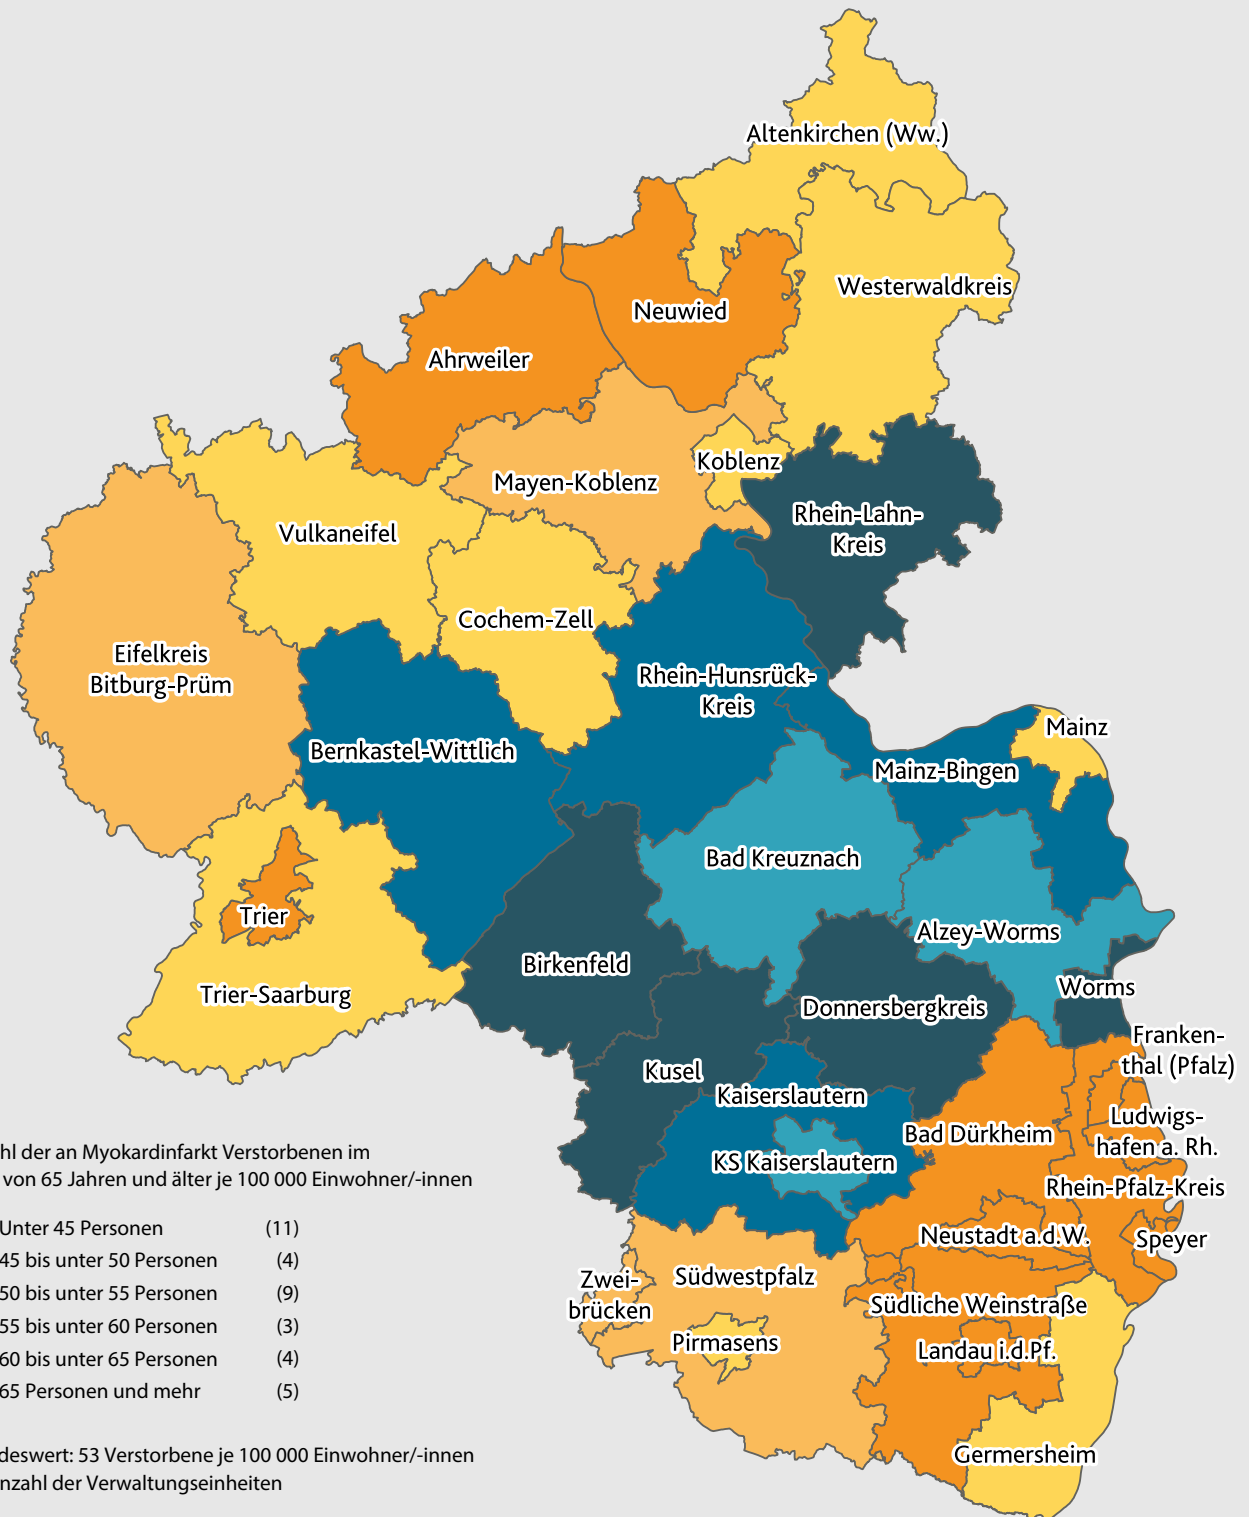 Altenkirchen (Ww.)
Westerwaldkreis
Neuwied
Ahrweiler
Koblenz
Mayen-Koblenz
Rhein-Lahn-
Kreis
Vulkaneifel
Cochem-Zell
Eifelkreis
Bitburg-Prüm
Rhein-Hunsrück-
Kreis
Mainz
Bernkastel-Wittlich
Mainz-Bingen
Bad Kreuznach
Trier
Alzey-Worms
Birkenfeld
Trier-Saarburg
Worms
Donnersbergkreis
Franken-
thal (Pfalz)
Kusel
Kaiserslautern
Ludwigs-
hafen a. Rh.
Bad Dürkheim
KS Kaiserslautern
Rhein-Pfalz-Kreis
Neustadt a.d.W.
Speyer
Südwestpfalz
Zwei-
brücken
Südliche Weinstraße
Pirmasens
Landau i.d.Pf.
Germersheim
hl der an Myokardinfarkt Verstorbenen im
von 65 Jahren und älter je 100 000 Einwohner/-innen
Unter 45 Personen (11)
45 bis unter 50 Personen (4)
50 bis unter 55 Personen (9)
55 bis unter 60 Personen (3)
60 bis unter 65 Personen (4)
65 Personen und mehr (5)
deswert: 53 Verstorbene je 100 000 Einwohner/-innen
nzahl der Verwaltungseinheiten